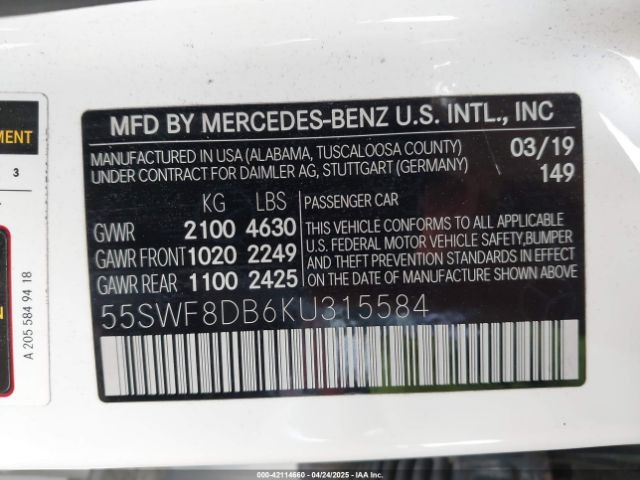 MFD BY MERCEDES-BENZ U.S. INTL., INC
MANUFACTURED IN USA (ALABAMA, TUSCALOOSA COUNTY) 03/19
UNDER CONTRACT FOR DAIMLER AG, STUTTGART (GERMANY) 149
KG LBS PASSENGER CAR
GVWR 2100 4630
GAWR FRONT 1020 2249
GAWR REAR 1100 2425
THIS VEHICLE CONFORMS TO ALL APPLICABLE
U.S. FEDERAL MOTOR VEHICLE SAFETY, BUMPER
AND THEFT PREVENTION STANDARDS IN EFFECT
ON THE DATE OF MANUFACTURE SHOWN ABOVE
55SWF8DB6KU315584
MENT
3
A 205 584 94 18
000-42114660 - 04/24/2025 - IAA Inc.